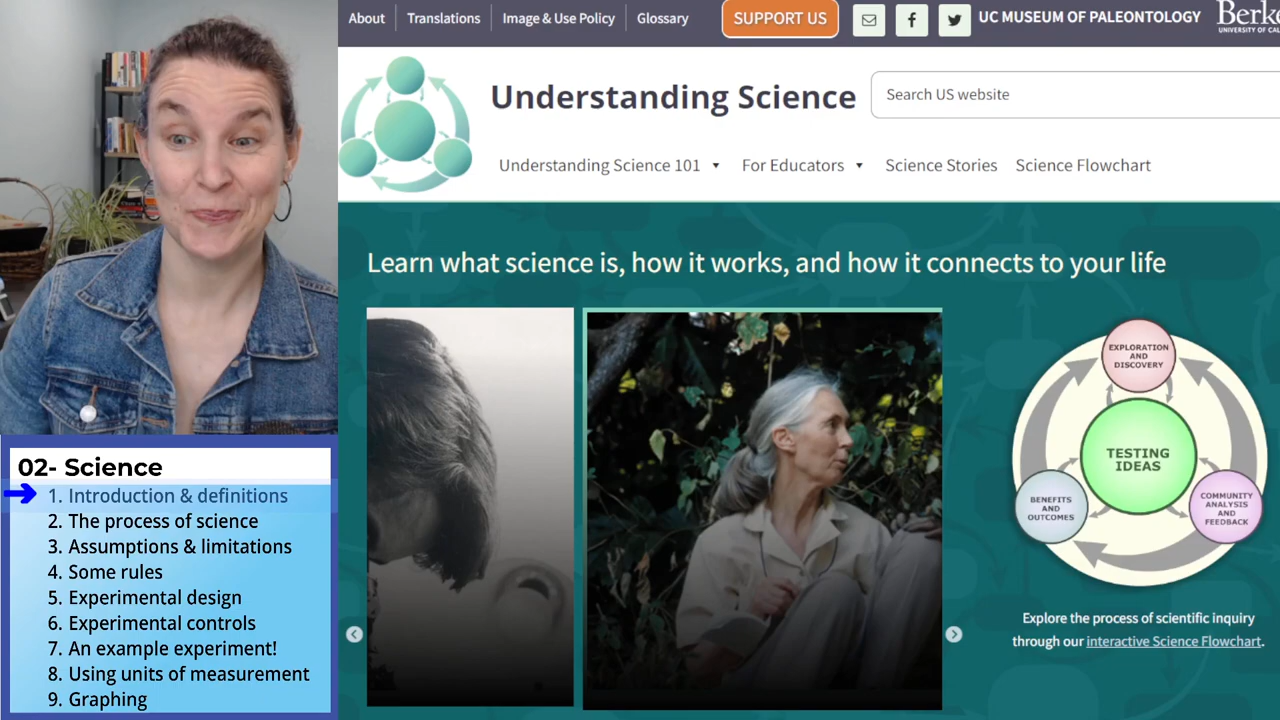 About
Translations
Image & Use Policy
Glossary
SUPPORT US
UC MUSEUM OF PALEONTOLOGY
UNIVERSITY OF
Understanding Science
Search US website
Understanding Science 101
For Educators
Science Stories
Science Flowchart
Learn what science is, how it works, and how it connects to your life
EXPLORATION
AND
DISCOVERY
TESTING
IDEAS
BENEFITS
AND
OUTCOMES
COMMUNITY
ANALYSIS
AND
FEEDBACK
Explore the process of scientific inquiry
through our interactive Science Flowchart.
02- Science
1. Introduction & definitions
2. The process of science
3. Assumptions & limitations
4. Some rules
5. Experimental design
6. Experimental controls
7. An example experiment!
8. Using units of measurement
9. Graphing